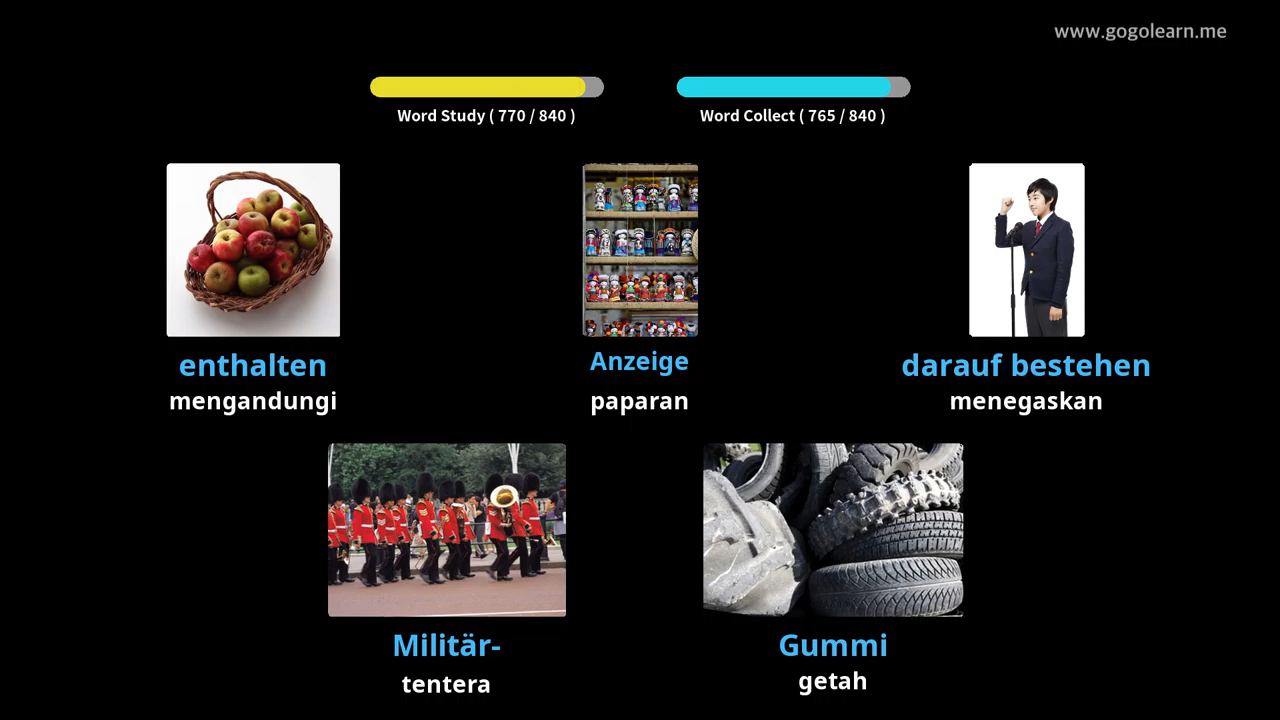 www.gogolearn.me
Word Study ( 770 / 840 )
Word Collect ( 765 / 840 )
enthalten
mengandungi
Anzeige
paparan
darauf bestehen
menegaskan
Militär-
tentera
Gummi
getah